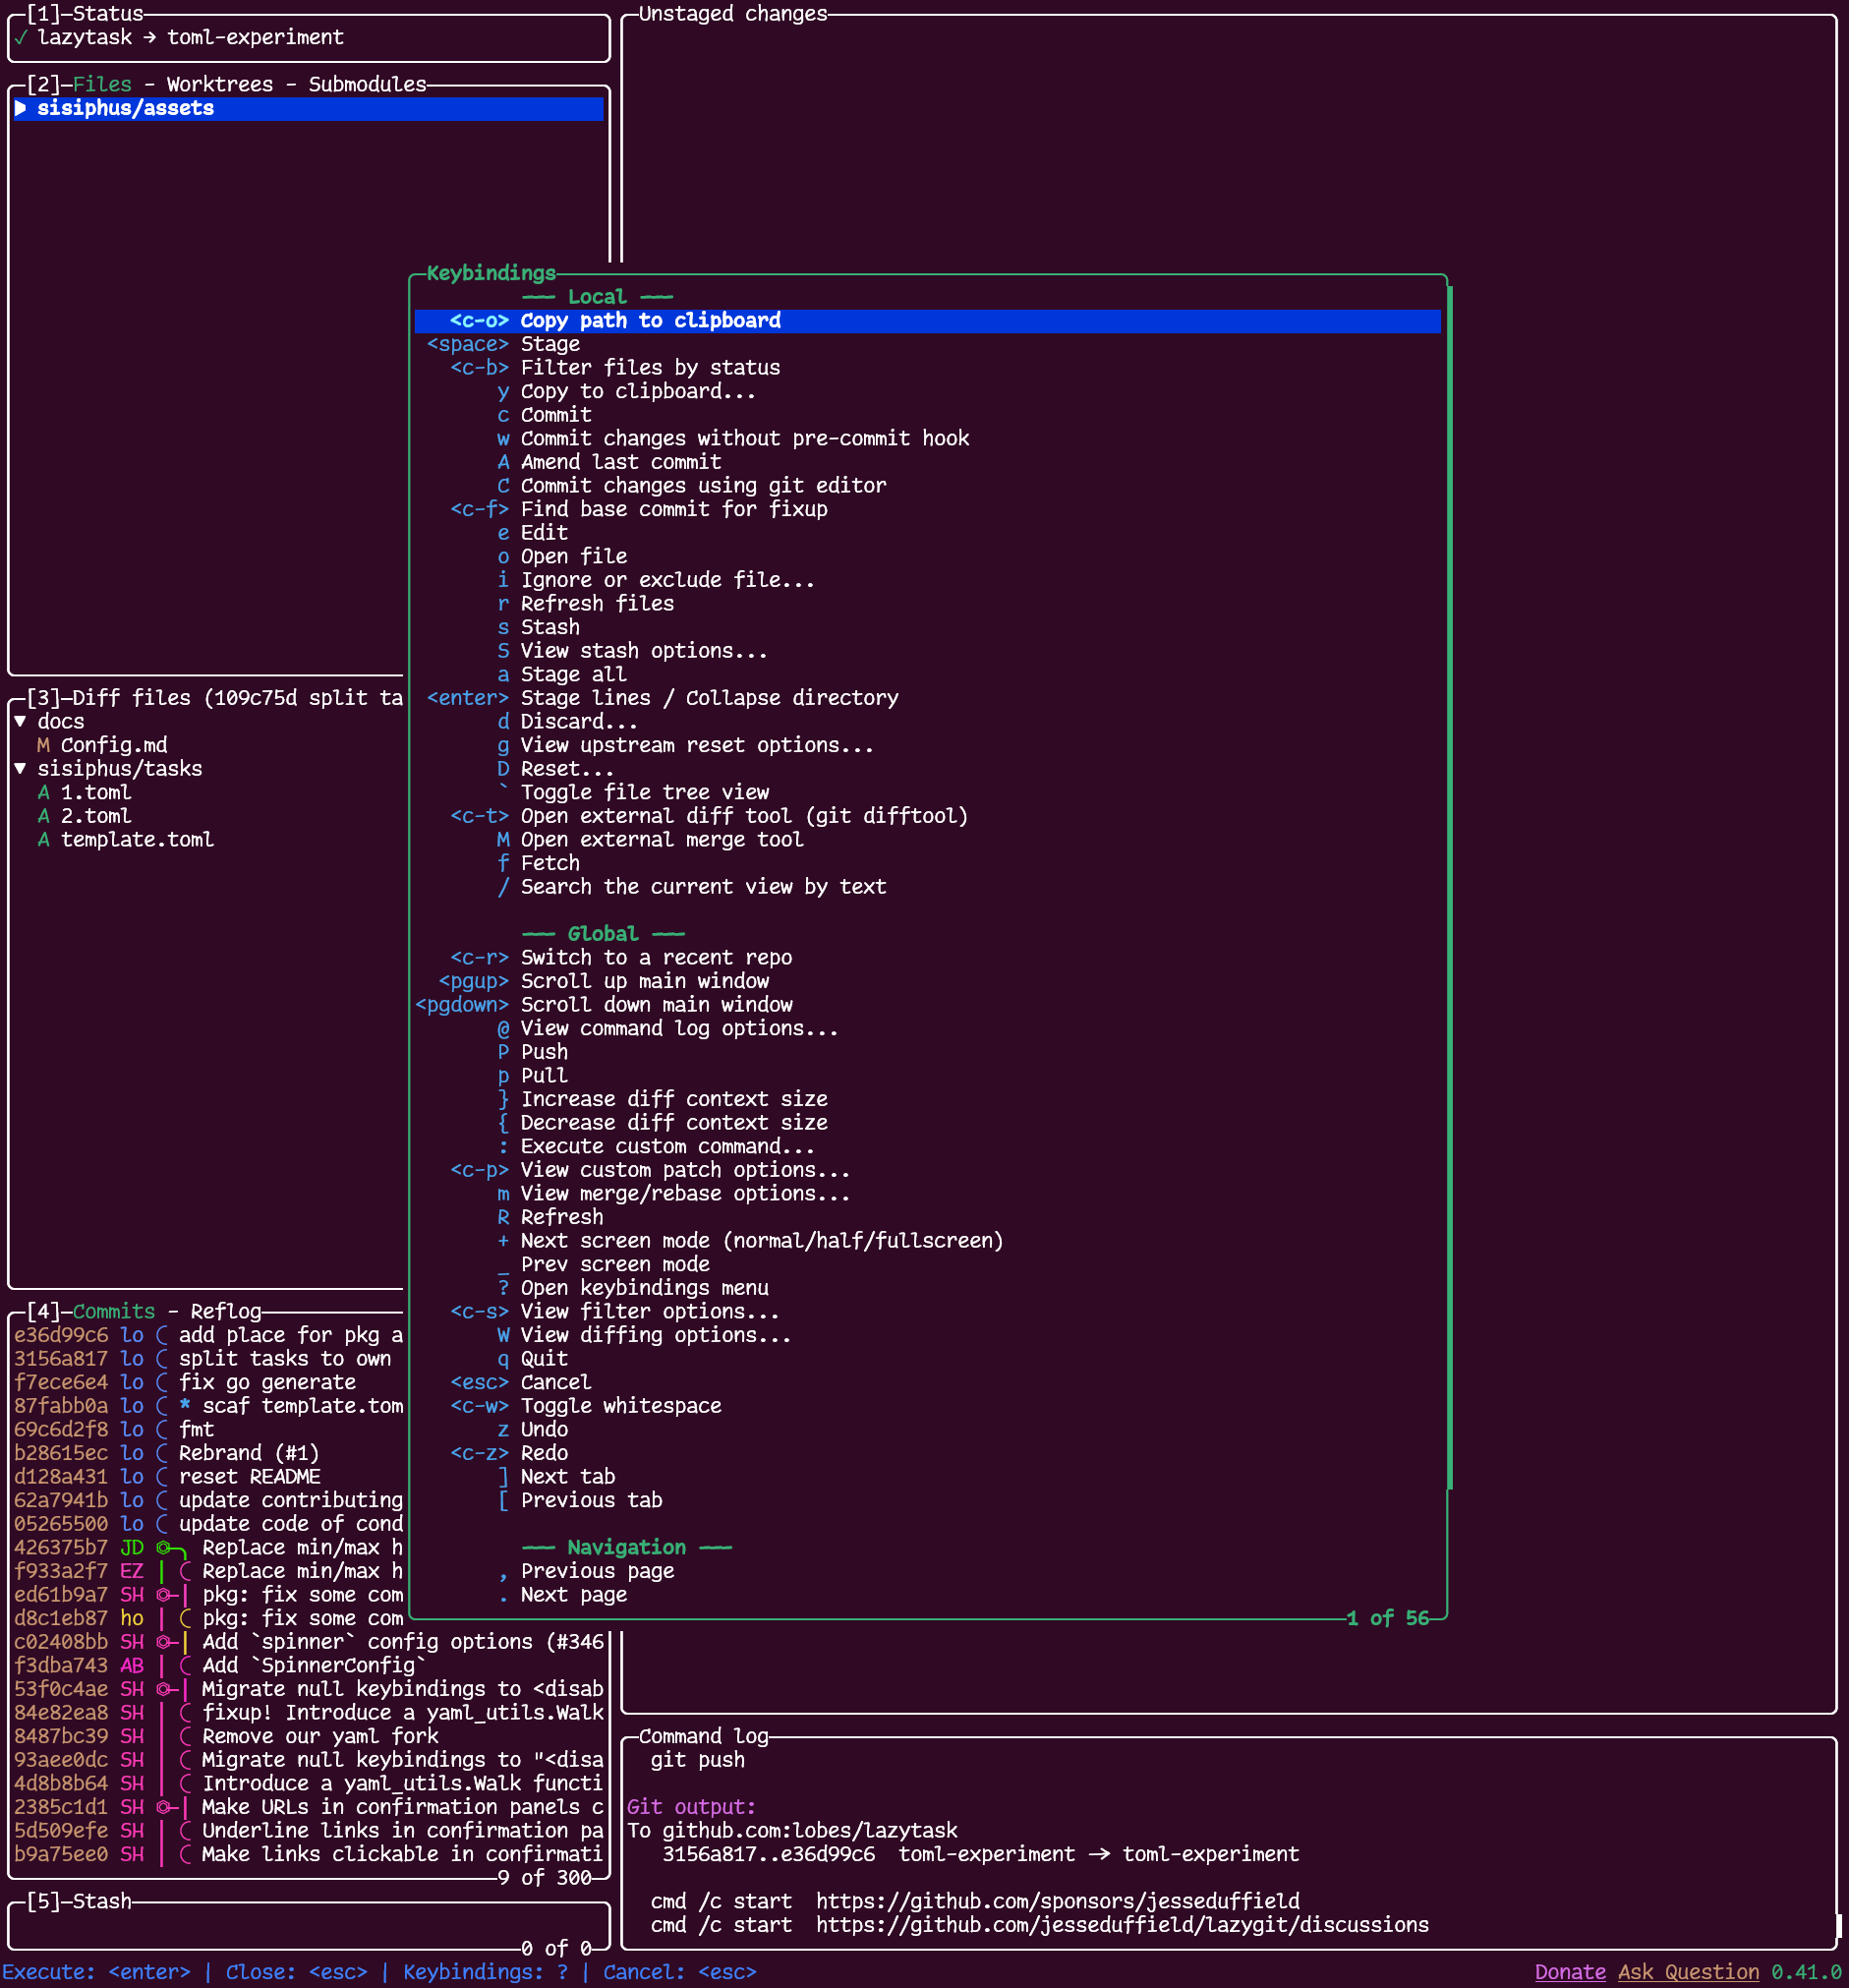 [1]-Status
✓ lazytask → toml-experiment
[2]-Files - Worktrees - Submodules
▶ sisiphus/assets
[3]-Diff files (109c75d split ta
▼ docs
M Config.md
▼ sisiphus/tasks
A 1.toml
A 2.toml
A template.toml
[4]-Commits - Reflog
e36d99c6 lo add place for pkg a
3156a817 lo split tasks to own
f7ece6e4 lo fix go generate
87fabb0a lo * scaf template.tom
69c6d2f8 lo fmt
b28615ec lo Rebrand (#1)
d128a431 lo reset README
62a7941b lo update contributing
05265500 lo update code of cond
426375b7 JD Replace min/max h
f933a2f7 EZ Replace min/max h
ed61b9a7 SH pkg: fix some com
d8c1eb87 ho pkg: fix some com
c02408bb SH Add `spinner` config options (#346
f3dba743 AB Add `SpinnerConfig`
53f0c4ae SH Migrate null keybindings to <disab
84e82ea8 SH fixup! Introduce a yaml_utils.Walk
8487bc39 SH Remove our yaml fork
93aee0dc SH Migrate null keybindings to "<disa
4d8b8b64 SH Introduce a yaml_utils.Walk functi
2385c1d1 SH Make URLs in confirmation panels c
5d509efe SH Underline links in confirmation pa
b9a75ee0 SH Make links clickable in confirmati
9 of 300
[5]-Stash
0 of 0
Unstaged changes
Keybindings
--- Local ---
<c-o> Copy path to clipboard
<space> Stage
<c-b> Filter files by status
y Copy to clipboard...
c Commit
w Commit changes without pre-commit hook
A Amend last commit
C Commit changes using git editor
<c-f> Find base commit for fixup
e Edit
o Open file
i Ignore or exclude file...
r Refresh files
s Stash
S View stash options...
a Stage all
<enter> Stage lines / Collapse directory
d Discard...
g View upstream reset options...
D Reset...
` Toggle file tree view
<c-t> Open external diff tool (git difftool)
M Open external merge tool
f Fetch
/ Search the current view by text
--- Global ---
<c-r> Switch to a recent repo
<pgup> Scroll up main window
<pgdown> Scroll down main window
@ View command log options...
P Push
p Pull
} Increase diff context size
{ Decrease diff context size
: Execute custom command...
<c-p> View custom patch options...
m View merge/rebase options...
R Refresh
+ Next screen mode (normal/half/fullscreen)
_ Prev screen mode
? Open keybindings menu
<c-s> View filter options...
W View diffing options...
q Quit
<esc> Cancel
<c-w> Toggle whitespace
z Undo
<c-z> Redo
] Next tab
[ Previous tab
--- Navigation ---
, Previous page
. Next page
1 of 56
Command log
git push
Git output:
To github.com:lobes/lazytask
3156a817..e36d99c6 toml-experiment -> toml-experiment
cmd /c start https://github.com/sponsors/jesseduffield
cmd /c start https://github.com/jesseduffield/lazygit/discussions
Execute: <enter> | Close: <esc> | Keybindings: ? | Cancel: <esc>
Donate Ask Question 0.41.0